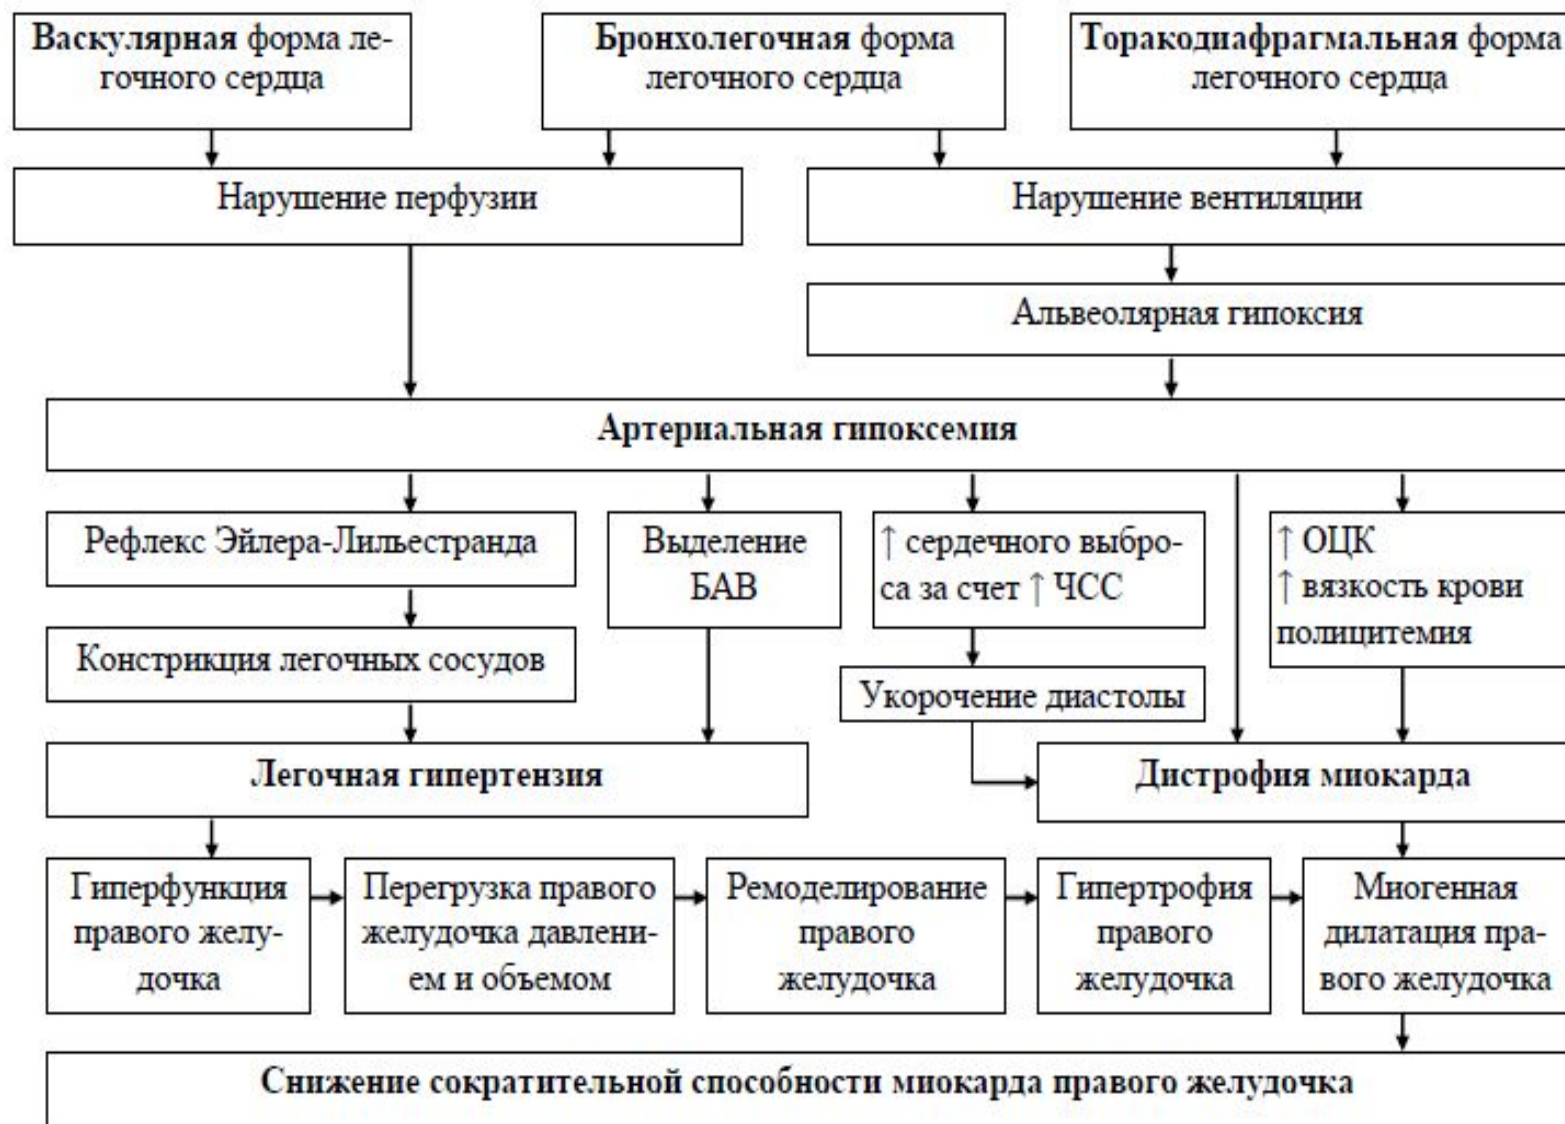 Васкулярная форма ле-
гочного сердца
Бронхолегочная форма
легочного сердца
Торакодиафрагмальная форма
легочного сердца
Нарушение перфузии
Нарушение вентиляции
Альвеолярная гипоксия
Артериальная гипоксемия
Рефлекс Эйлера-Лильестранда
Выделение
БАВ
↑ сердечного выбро-
са за счет ↑ ЧСС
↑ ОЦК
↑ вязкость крови
полицитемия
Констрикция легочных сосудов
Укорочение диастолы
Легочная гипертензия
Дистрофия миокарда
Гиперфункция
правого желу-
дочка
Перегрузка правого
желудочка давлени-
ем и объемом
Ремоделирование
правого
желудочка
Гипертрофия
правого
желудочка
Миогенная
дилатация пра-
вого желудочка
Снижение сократительной способности миокарда правого желудочка